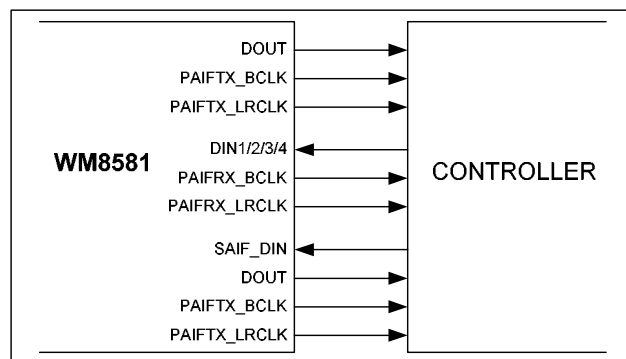 DOUT
PAIFTX_BCLK
PAIFTX_LRCLK
DIN1/2/3/4
WM8581
CONTROLLER
PAIFRX_BCLK
PAIFRX_LRCLK
SAIF_DIN
DOUT
PAIFTX_BCLK
PAIFTX_LRCLK